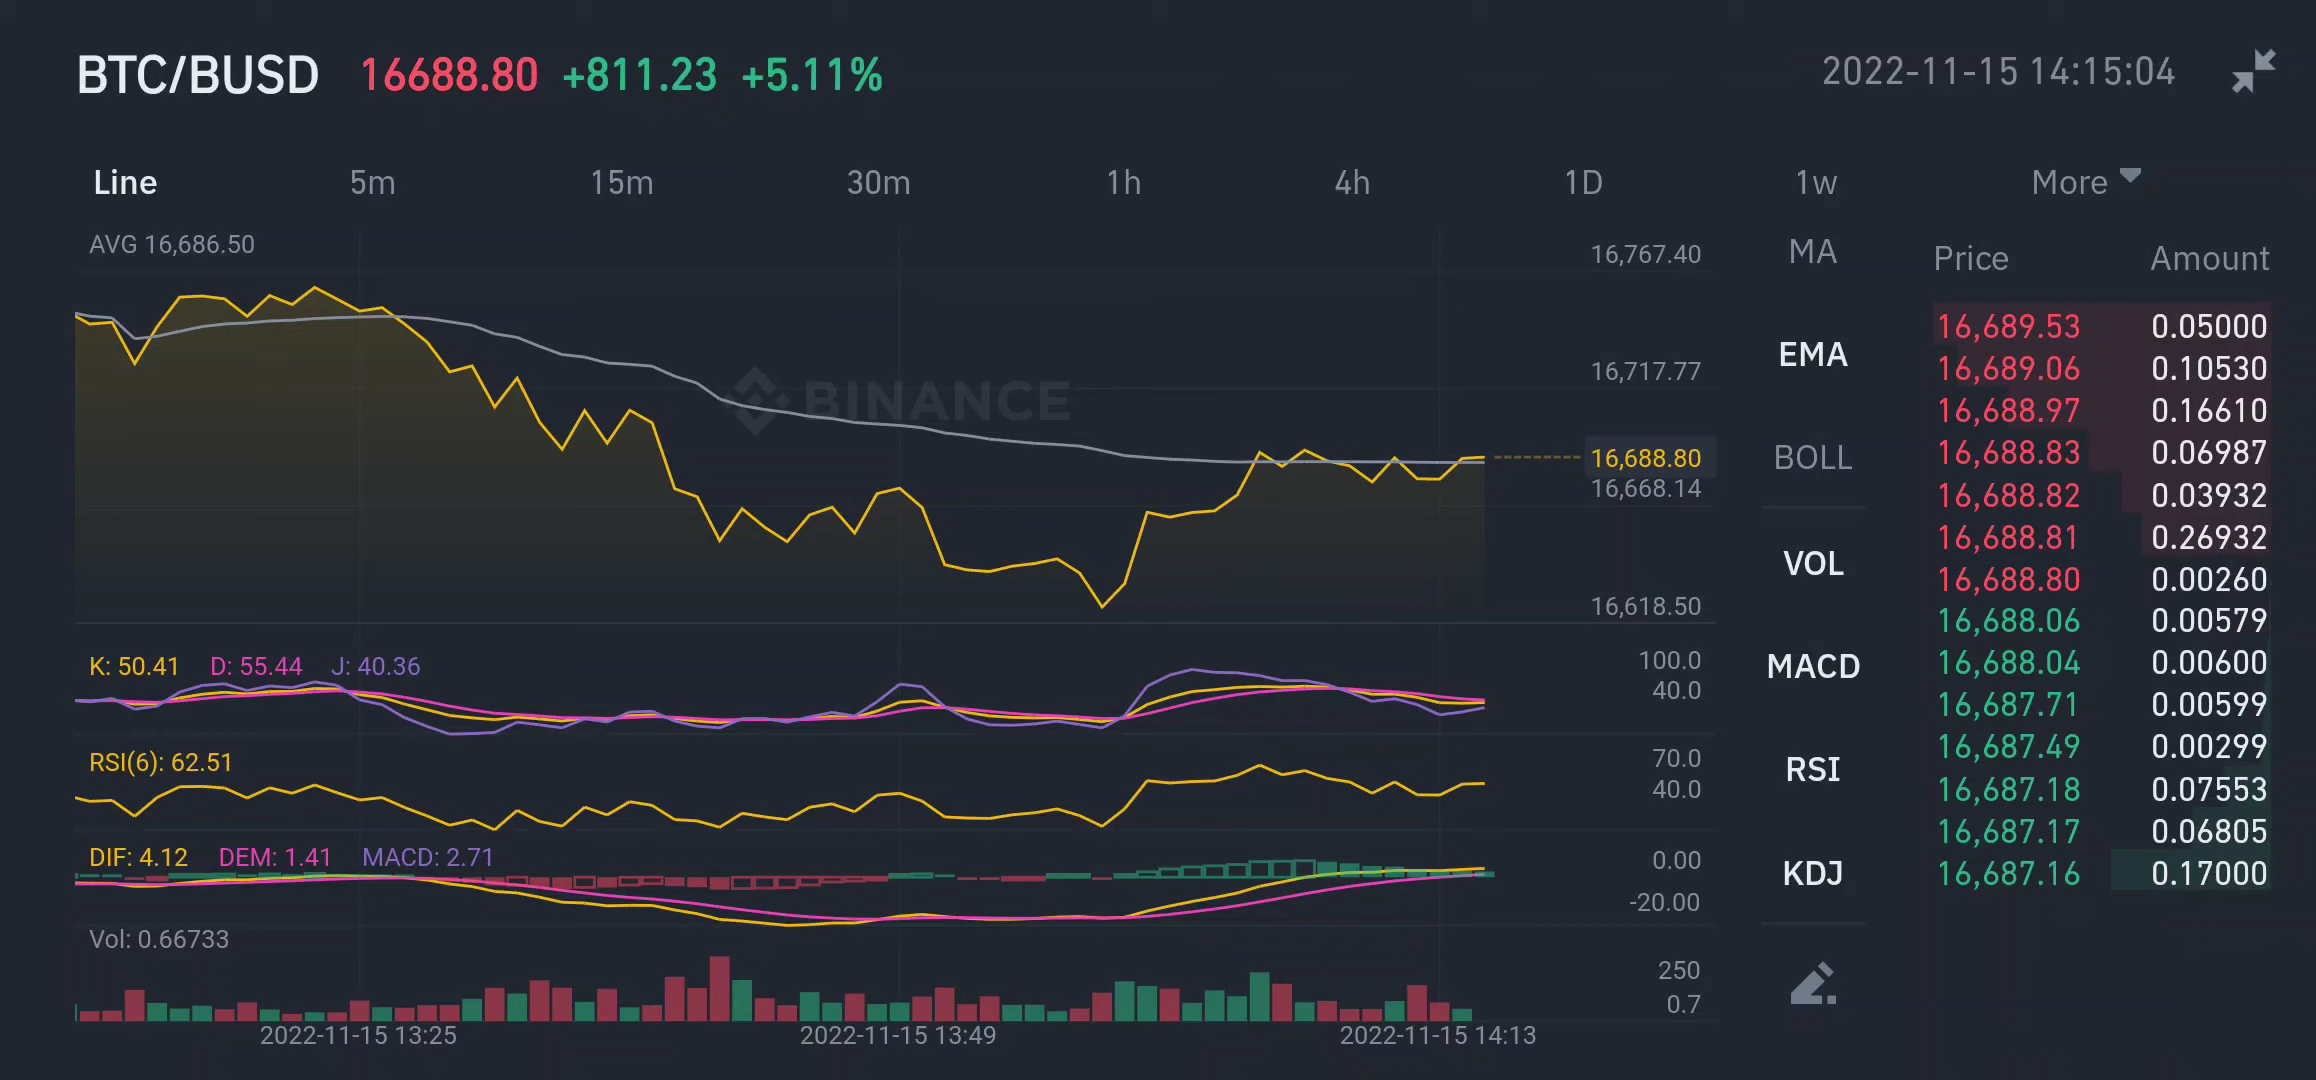 BTC/BUSD 16688.80 +811.23 +5.11% 2022-11-15 14:15:04
Line 5m 15m 30m 1h 4h 1D 1w More
AVG 16,686.50
16,767.40
16,717.77
BINANCE
16,688.80
16,668.14
16,618.50
K: 50.41 D: 55.44 J: 40.36
100.0
40.0
RSI(6): 62.51
70.0
40.0
DIF: 4.12 DEM: 1.41 MACD: 2.71
0.00
-20.00
Vol: 0.66733
250
0.7
2022-11-15 13:25 2022-11-15 13:49 2022-11-15 14:13
MA
EMA
BOLL
VOL
MACD
RSI
KDJ
Price Amount
16,689.53 0.05000
16,689.06 0.10530
16,688.97 0.16610
16,688.83 0.06987
16,688.82 0.03932
16,688.81 0.26932
16,688.80 0.00260
16,688.06 0.00579
16,688.04 0.00600
16,687.71 0.00599
16,687.49 0.00299
16,687.18 0.07553
16,687.17 0.06805
16,687.16 0.17000